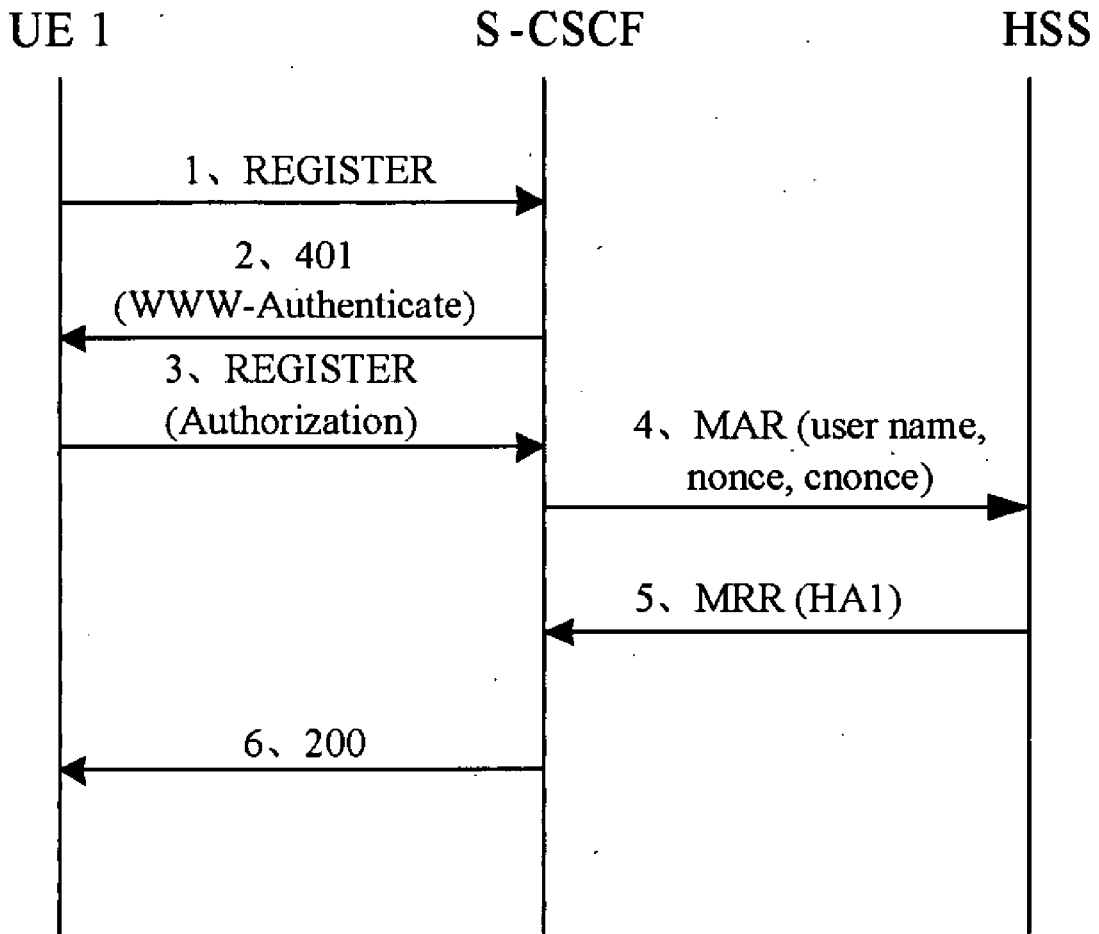 UE 1 S-CSCF HSS
1、REGISTER
2、401
(WWW-Authenticate)
3、REGISTER
(Authorization)
4、MAR (user name,
nonce, cnonce)
5、MRR (HA1)
6、200